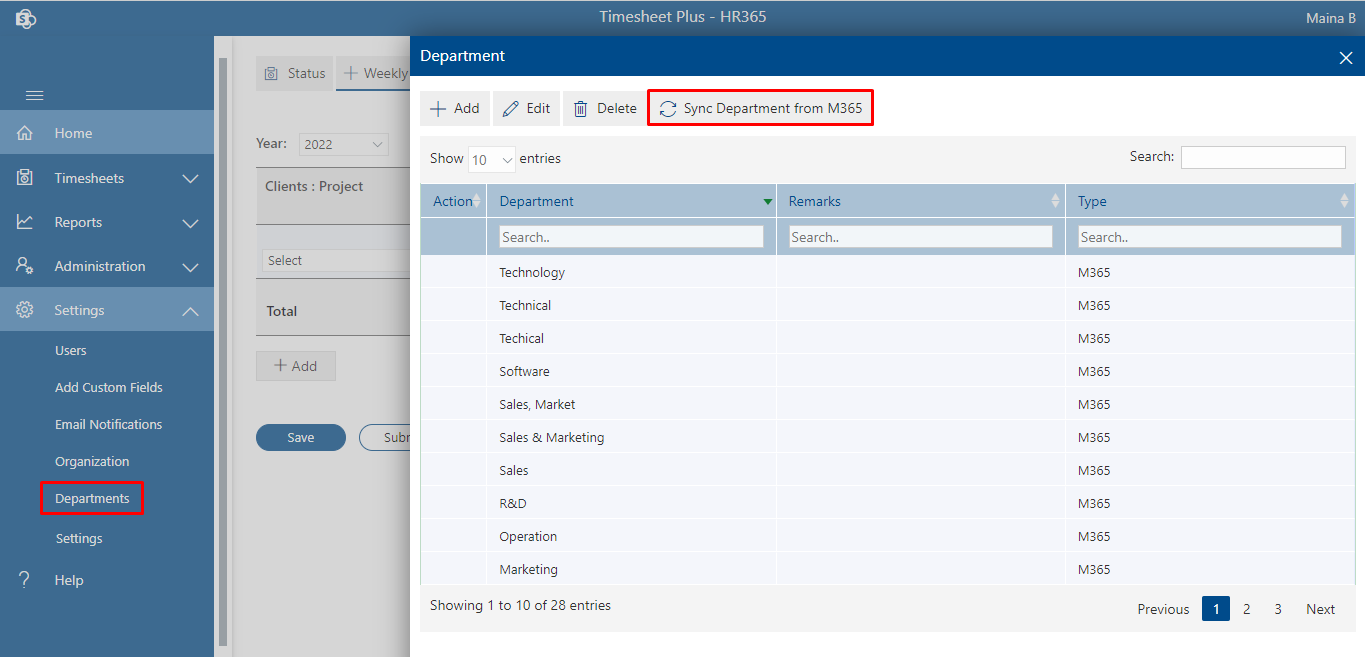 Timesheet Plus - HR365
Maina B
Home
Timesheets
Reports
Administration
Settings
Users
Add Custom Fields
Email Notifications
Organization
Departments
Settings
? Help
Status
Weekly
Year: 2022
Clients : Project
Select
Total
Add
Save
Subm
Department
Add Edit Delete Sync Department from M365
Show 10 entries
Search:
Action Department Remarks Type
Search.. Search.. Search..
Technology M365
Technical M365
Techical M365
Software M365
Sales, Market M365
Sales & Marketing M365
Sales M365
R&D M365
Operation M365
Marketing M365
Showing 1 to 10 of 28 entries
Previous 1 2 3 Next